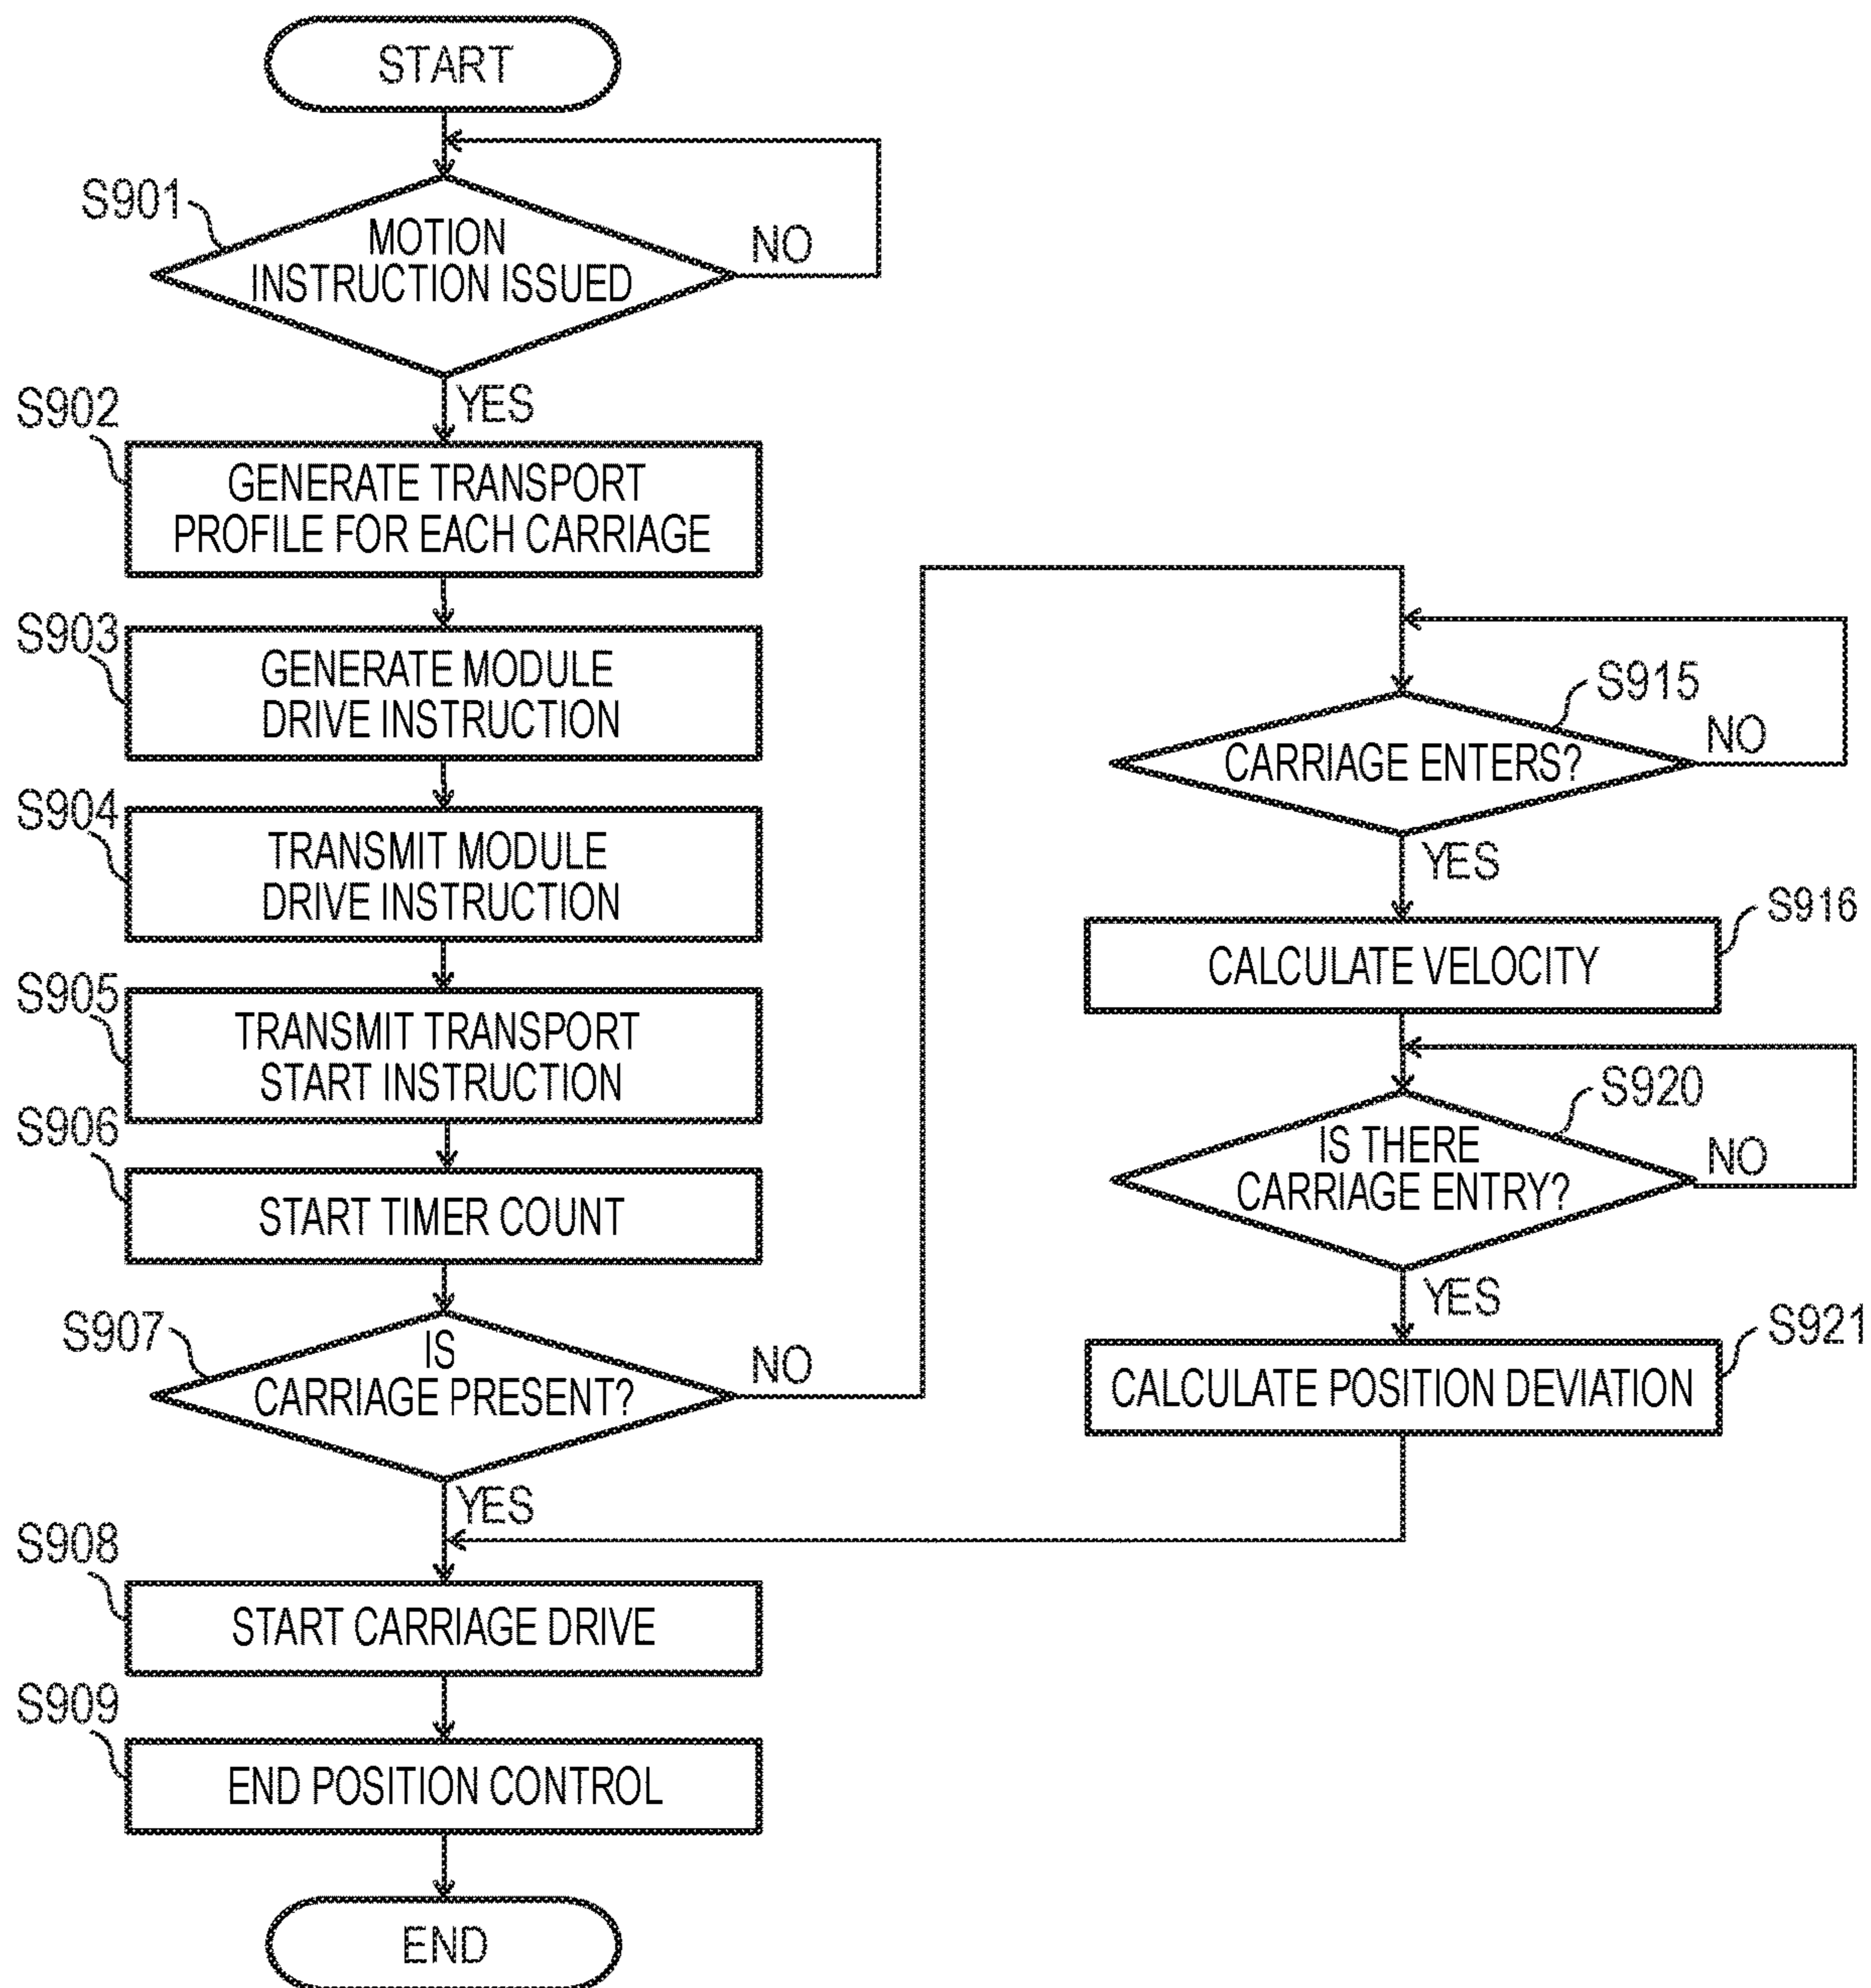 START
S901
MOTION
INSTRUCTION ISSUED
NO
YES
S902
GENERATE TRANSPORT
PROFILE FOR EACH CARRIAGE
S903
GENERATE MODULE
DRIVE INSTRUCTION
S904
TRANSMIT MODULE
DRIVE INSTRUCTION
S905
TRANSMIT TRANSPORT
START INSTRUCTION
S906
START TIMER COUNT
S907
IS
CARRIAGE PRESENT?
NO
YES
S908
START CARRIAGE DRIVE
S909
END POSITION CONTROL
END
S915
CARRIAGE ENTERS?
NO
YES
S916
CALCULATE VELOCITY
S920
IS THERE
CARRIAGE ENTRY?
NO
YES
S921
CALCULATE POSITION DEVIATION